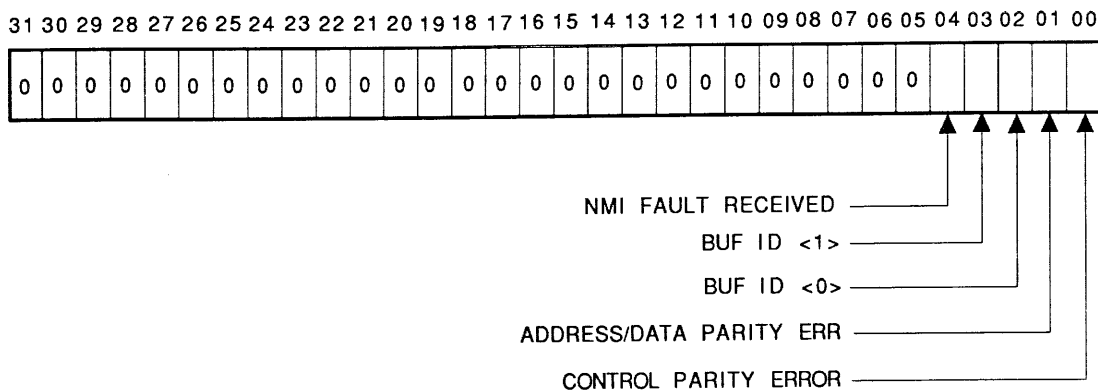 31 30 29 28 27 26 25 24 23 22 21 20 19 18 17 16 15 14 13 12 11 10 09 08 07 06 05 04 03 02 01 00
0 0 0 0 0 0 0 0 0 0 0 0 0 0 0 0 0 0 0 0 0 0 0 0 0 0 0
NMI FAULT RECEIVED
BUF ID <1>
BUF ID <0>
ADDRESS/DATA PARITY ERR
CONTROL PARITY ERROR